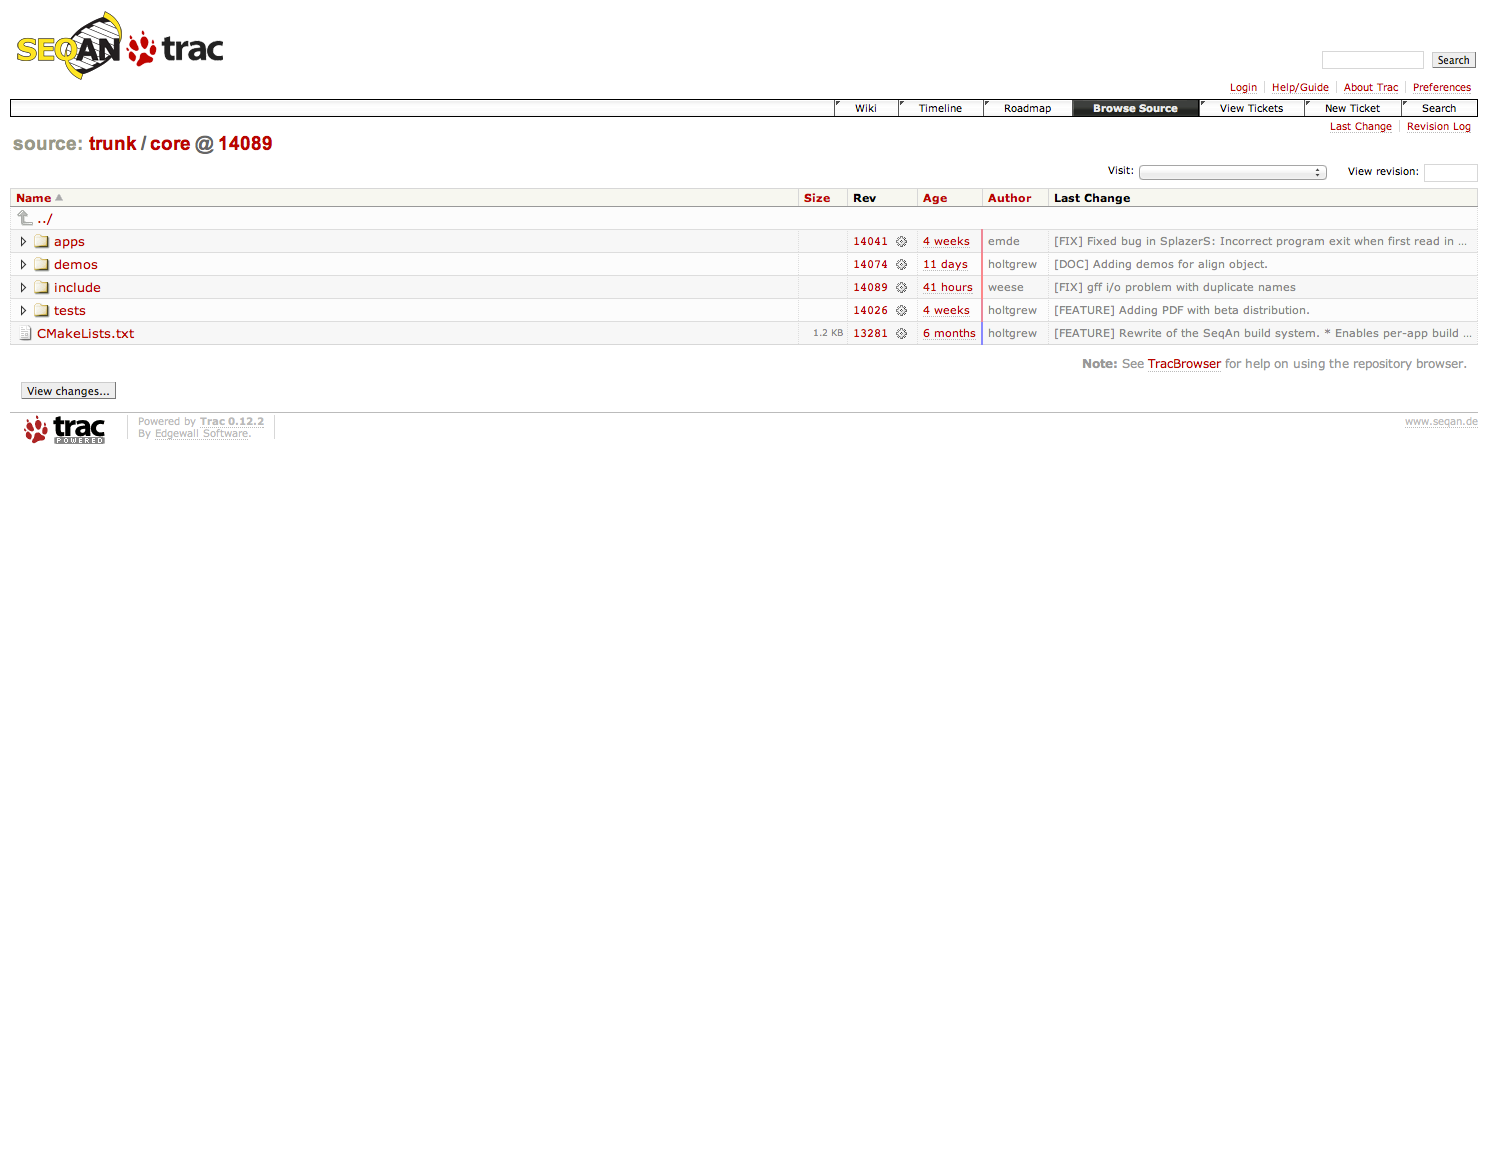 SEQAN trac
Search
Login Help/Guide About Trac Preferences
Wiki Timeline Roadmap Browse Source View Tickets New Ticket Search
Last Change Revision Log
source: trunk / core @ 14089
Visit: View revision:
Name Size Rev Age Author Last Change
../
apps 14041 4 weeks emde [FIX] Fixed bug in SplazerS: Incorrect program exit when first read in …
demos 14074 11 days holtgrew [DOC] Adding demos for align object.
include 14089 41 hours weese [FIX] gff i/o problem with duplicate names
tests 14026 4 weeks holtgrew [FEATURE] Adding PDF with beta distribution.
CMakeLists.txt 1.2 KB 13281 6 months holtgrew [FEATURE] Rewrite of the SeqAn build system. * Enables per-app build …
Note: See TracBrowser for help on using the repository browser.
View changes...
trac POWERED
Powered by Trac 0.12.2
By Edgewall Software.
www.seqan.de